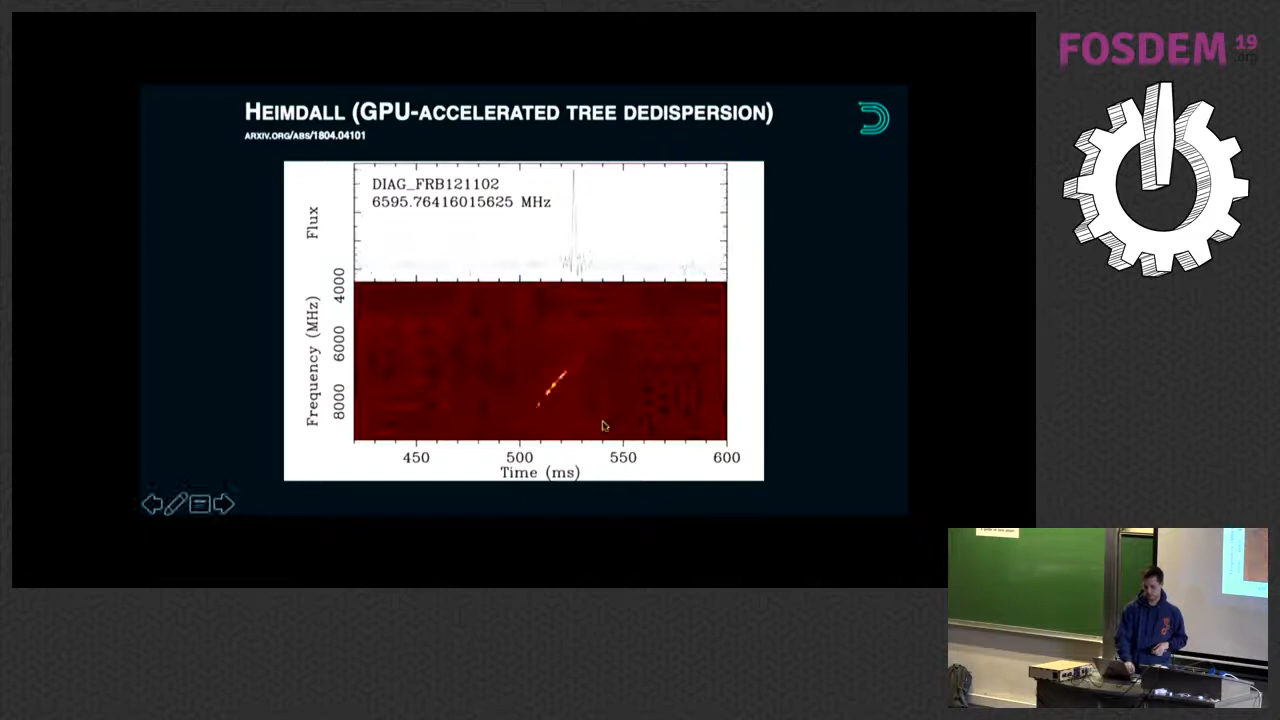 FOSDEM 19
.org
HEIMDALL (GPU-ACCELERATED TREE DEDISPERSION)
ARXIV.ORG/ABS/1804.04101
DIAG_FRB121102
6595.76416015625 MHz
Flux
Frequency (MHz)
4000
6000
8000
450
500
550
600
Time (ms)